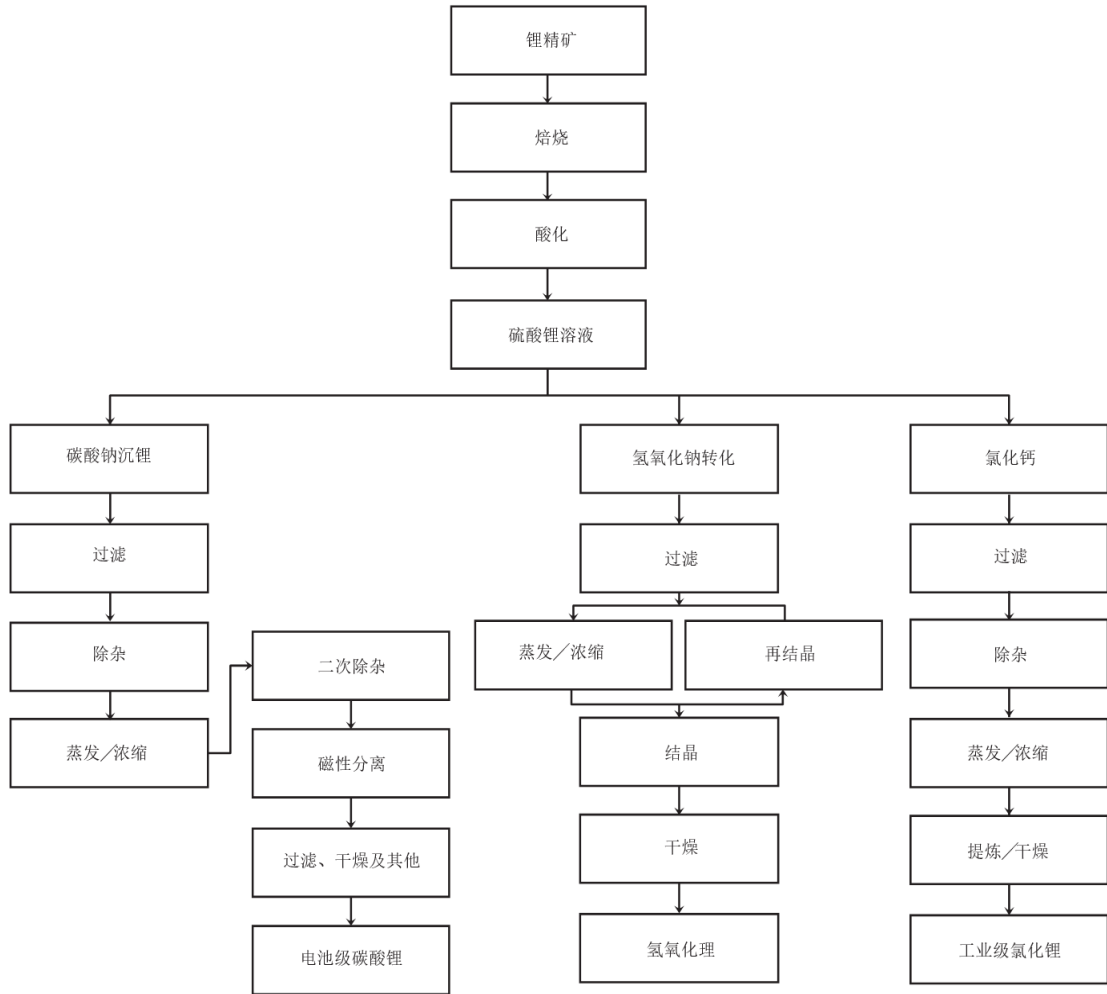 锂精矿
焙烧
酸化
硫酸锂溶液
碳酸钠沉锂
过滤
除杂
蒸发／浓缩
二次除杂
磁性分离
过滤、干燥及其他
电池级碳酸锂
氢氧化钠转化
过滤
蒸发／浓缩
再结晶
结晶
干燥
氢氧化理
氯化钙
过滤
除杂
蒸发／浓缩
提炼／干燥
工业级氯化锂